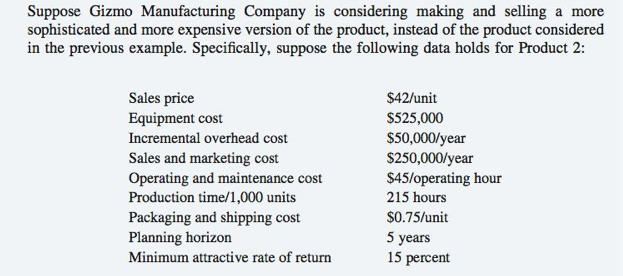 Suppose Gizmo Manufacturing Company is considering making and selling a more
sophisticated and more expensive version of the product, instead of the product considered
in the previous example. Specifically, suppose the following data holds for Product 2:
Sales price $42/unit
Equipment cost $525,000
Incremental overhead cost $50,000/year
Sales and marketing cost $250,000/year
Operating and maintenance cost $45/operating hour
Production time/1,000 units 215 hours
Packaging and shipping cost $0.75/unit
Planning horizon 5 years
Minimum attractive rate of return 15 percent